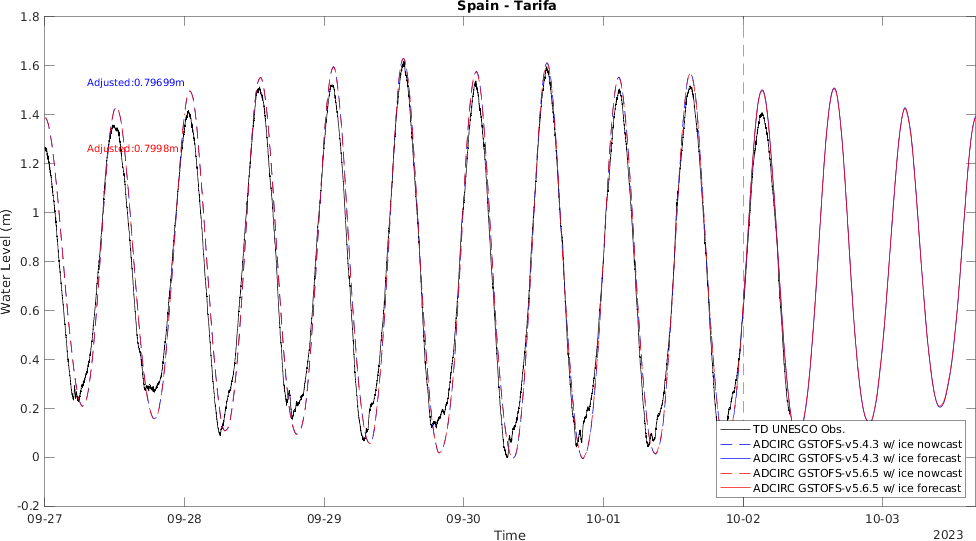 Spain - Tarifa
1.8
1.6
1.4
1.2
1
0.8
0.6
0.4
0.2
0
-0.2
Water Level (m)
Adjusted:0.79699m
Adjusted:0.7998m
TD UNESCO Obs.
ADCIRC GSTOFS-v5.4.3 w/ ice nowcast
ADCIRC GSTOFS-v5.4.3 w/ ice forecast
ADCIRC GSTOFS-v5.6.5 w/ ice nowcast
ADCIRC GSTOFS-v5.6.5 w/ ice forecast
09-27 09-28 09-29 09-30 10-01 10-02 10-03
Time
2023